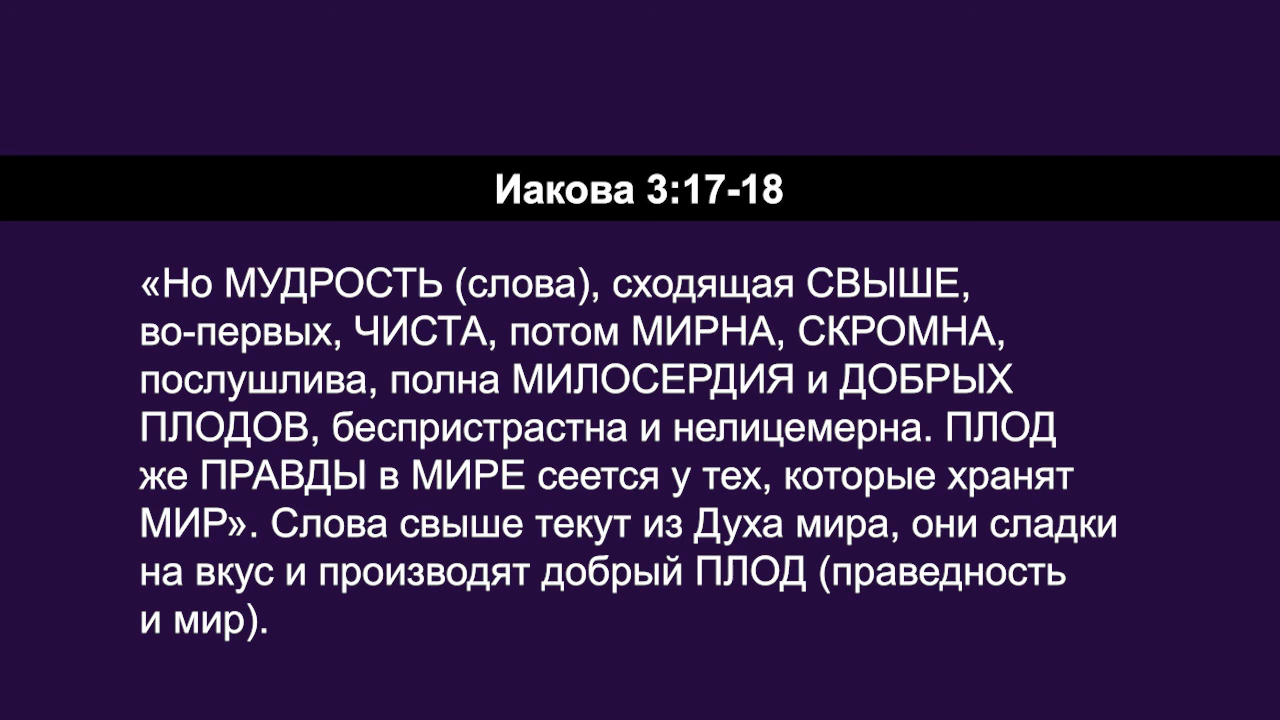 Иакова 3:17-18
«Но МУДРОСТЬ (слова), сходящая СВЫШЕ,
во-первых, ЧИСТА, потом МИРНА, СКРОМНА,
послушлива, полна МИЛОСЕРДИЯ и ДОБРЫХ
ПЛОДОВ, беспристрастна и нелицемерна. ПЛОД
же ПРАВДЫ в МИРЕ сеется у тех, которые хранят
МИР». Слова свыше текут из Духа мира, они сладки
на вкус и производят добрый ПЛОД (праведность
и мир).